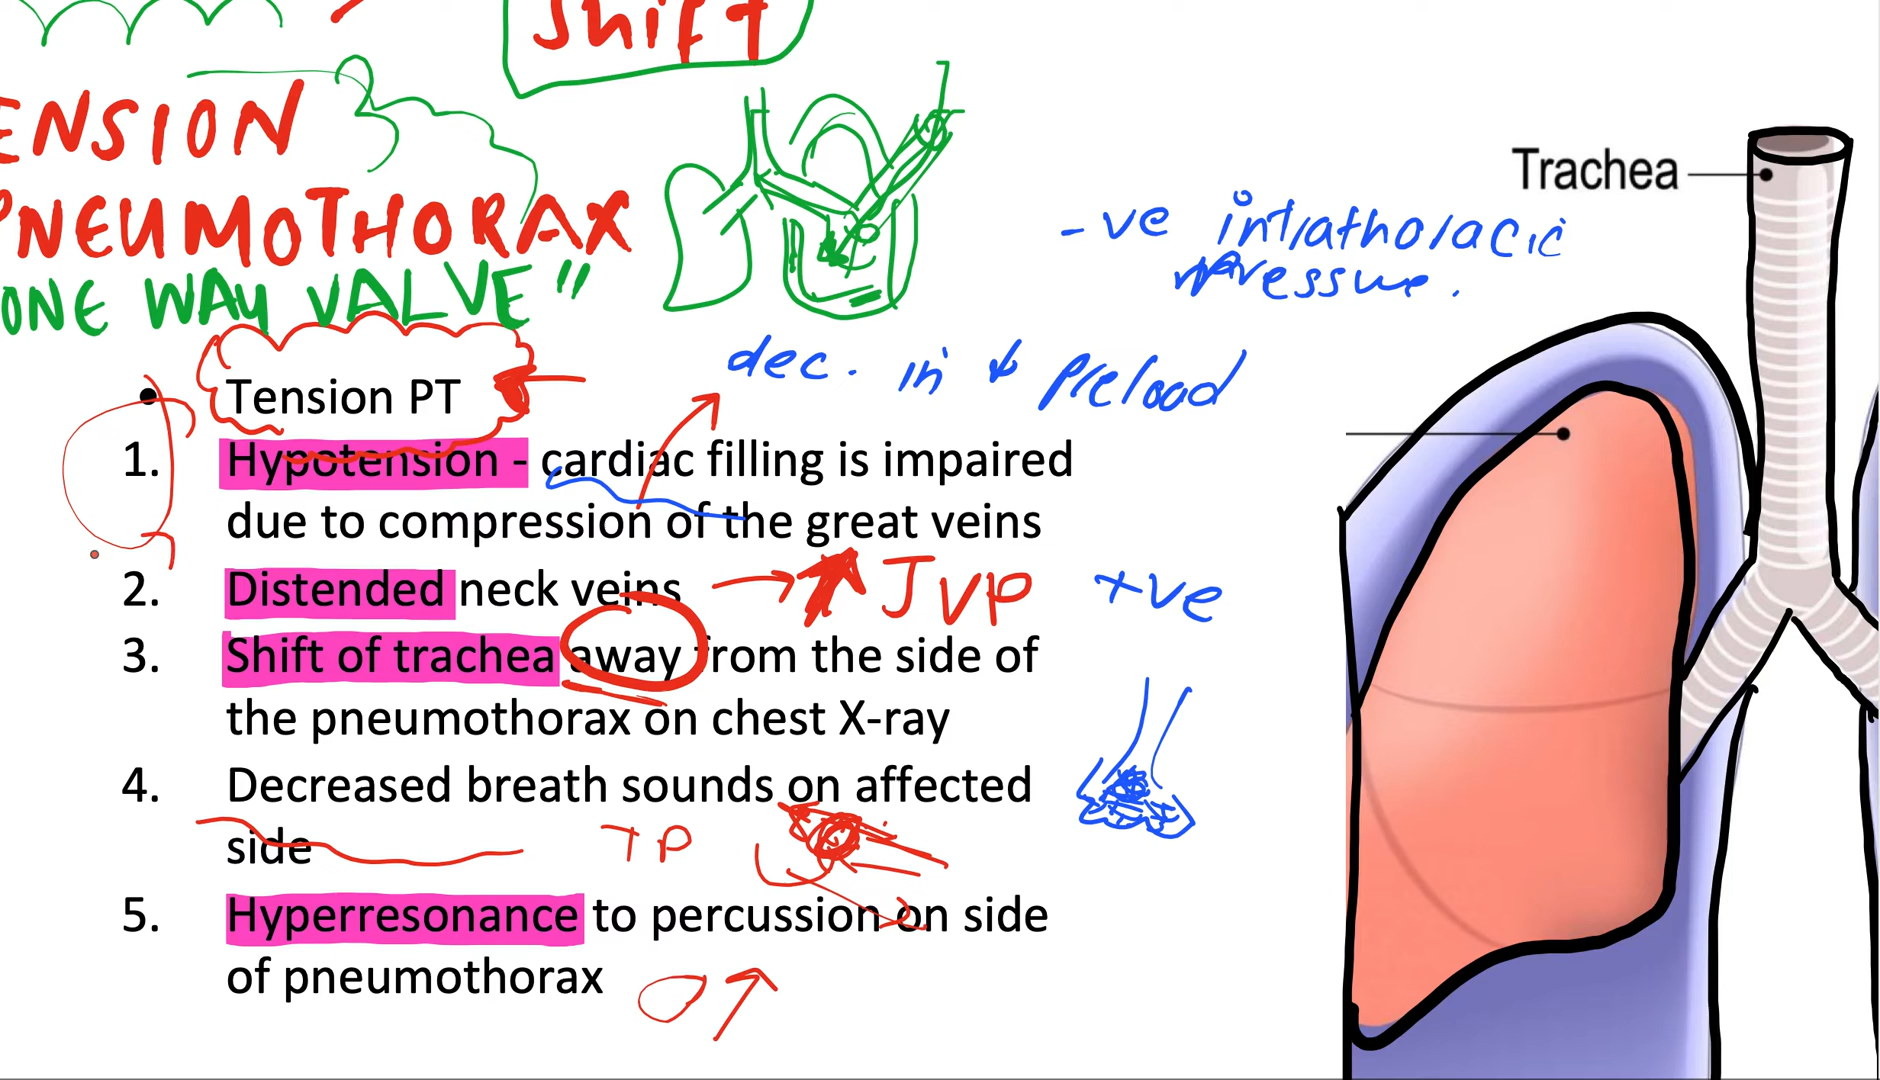 Shift
ENSION
PNEUMOTHORAX
ONE WAY VALVE"
Trachea
-ve intrathoracic
pressure.
dec. in ↓ preload
• Tension PT
1. Hypotension - cardiac filling is impaired
due to compression of the great veins
2. Distended neck veins → ↑ JVP +ve
3. Shift of trachea away from the side of
the pneumothorax on chest X-ray
4. Decreased breath sounds on affected
side TP
5. Hyperresonance to percussion on side
of pneumothorax